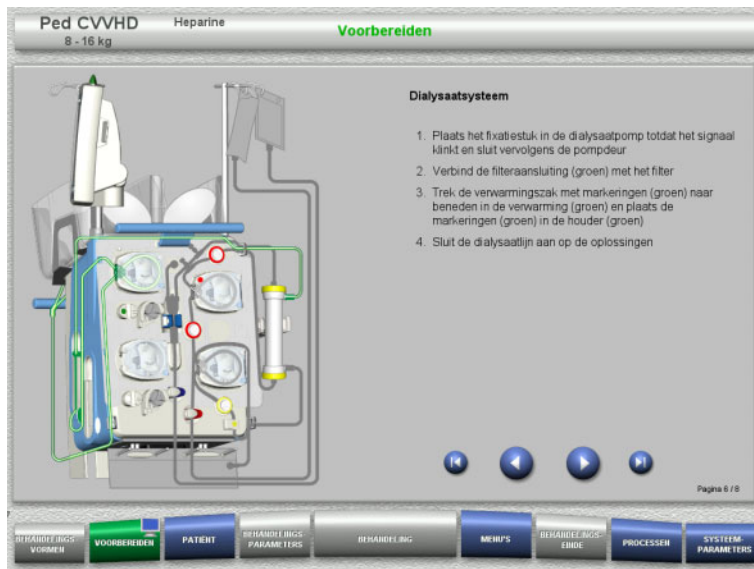 Ped CVVHD
Heparine
8 - 16 kg
Voorbereiden
Dialysaatsysteem
1. Plaats het fixatiestuk in de dialysaatpomp totdat het signaal
klinkt en sluit vervolgens de pompdeur
2. Verbind de filteraansluiting (groen) met het filter
3. Trek de verwarmingszak met markeringen (groen) naar
beneden in de verwarming (groen) en plaats de
markeringen (groen) in de houder (groen)
4. Sluit de dialysaatlijn aan op de oplossingen
Pagina 6 / 8
BEHANDELINGS-
VORMEN
VOORBEREIDEN
PATIËNT
BEHANDELINGS-
PARAMETERS
BEHANDELING
MENU'S
BEHANDELINGS-
EINDE
PROCESSEN
SYSTEEM-
PARAMETERS